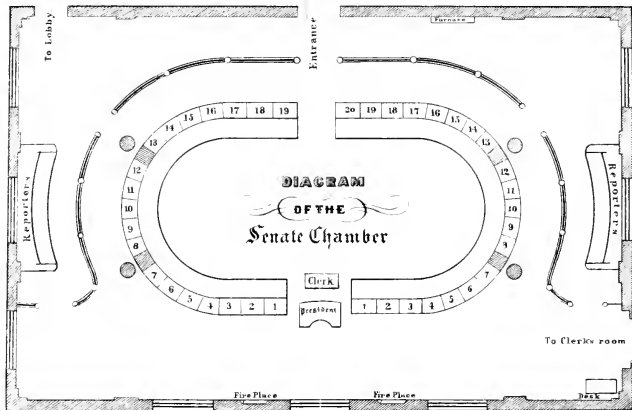 Furnace
To Lobby
Entrance
16 17 18 19
20 19 18 17 16
15
15
14
14
13
13
12
12
11
11
10
10
9
9
8
8
7
7
6
6
5
5
4 3 2 1
1 2 3 4
Reporters
Reporters
DIAGRAM
OF THE
Senate Chamber
Clerk
President
To Clerk's room
Fire Place
Fire Place
Desk